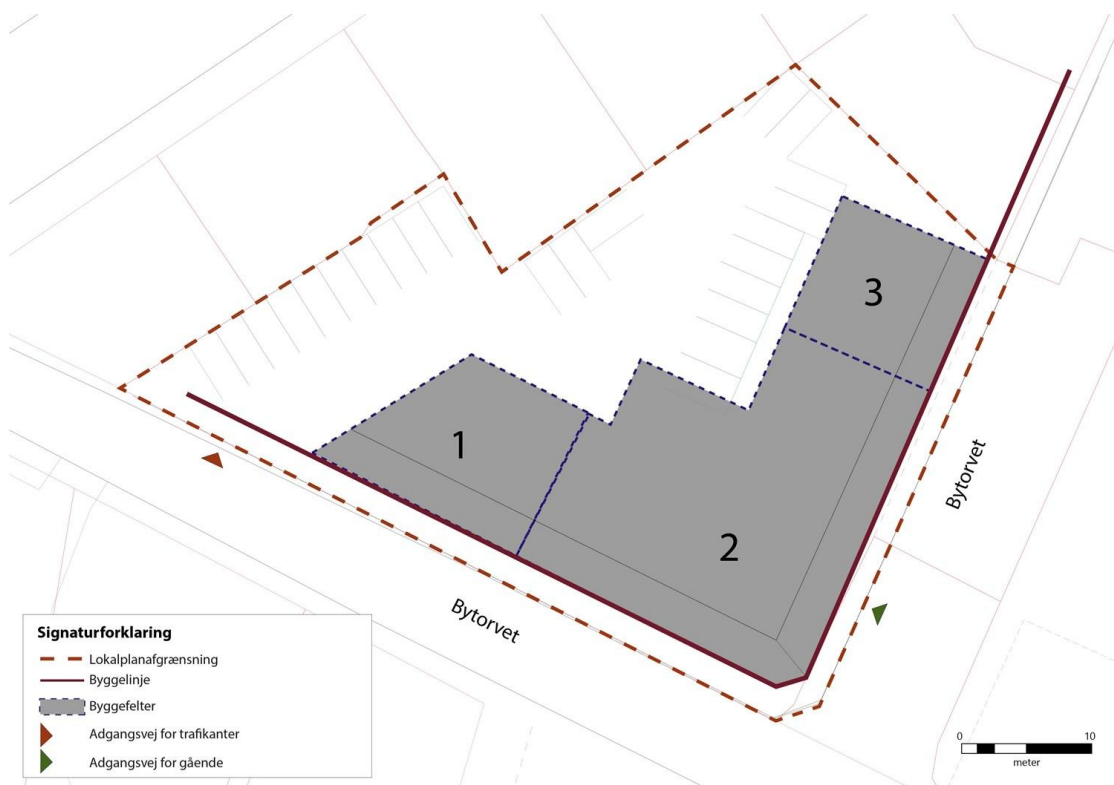 3
1
2
Bytorvet
Bytorvet
Signaturforklaring
Lokalplanafgrænsning
Byggelinje
Byggefelter
Adgangsvej for trafikanter
Adgangsvej for gående
0 10
meter